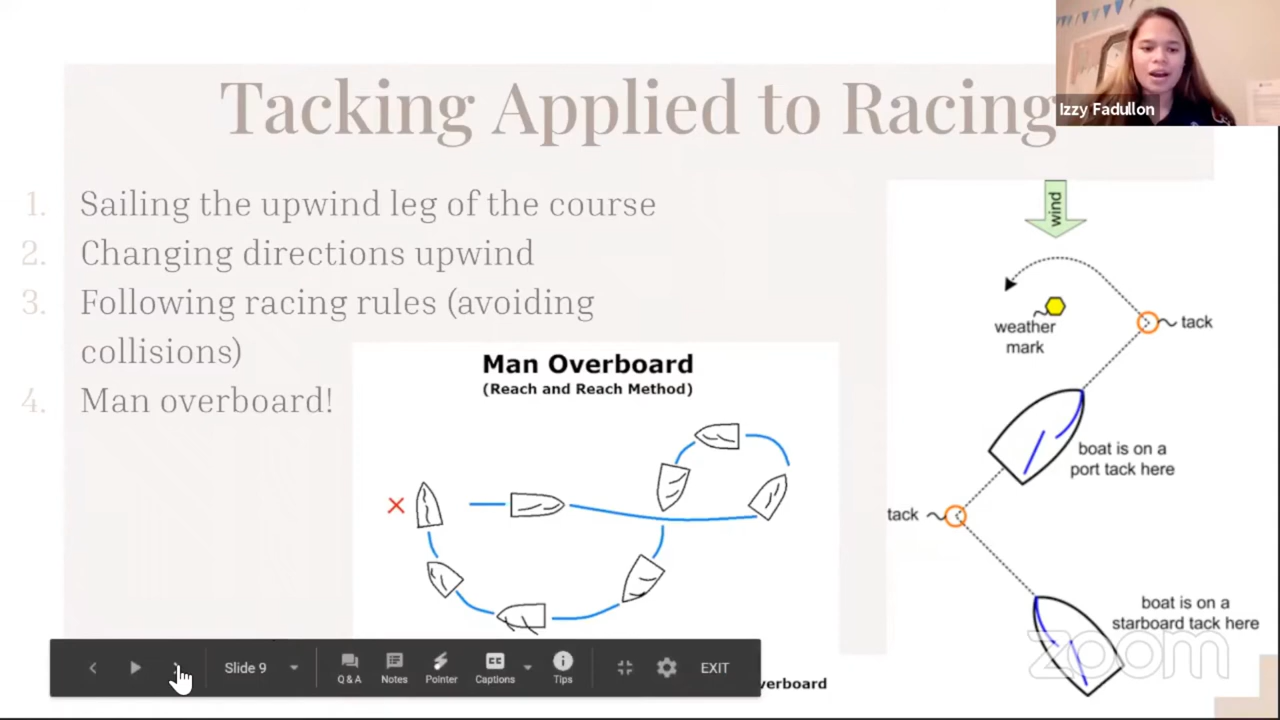 Tacking Applied to Racing
Izzy Fadullon
1. Sailing the upwind leg of the course
2. Changing directions upwind
3. Following racing rules (avoiding
collisions)
4. Man overboard!
Man Overboard
(Reach and Reach Method)
wind
weather
mark
tack
boat is on a
port tack here
tack
boat is on a
starboard tack here
zoom
Slide 9
Q & A
Notes
Pointer
Captions
Tips
EXIT